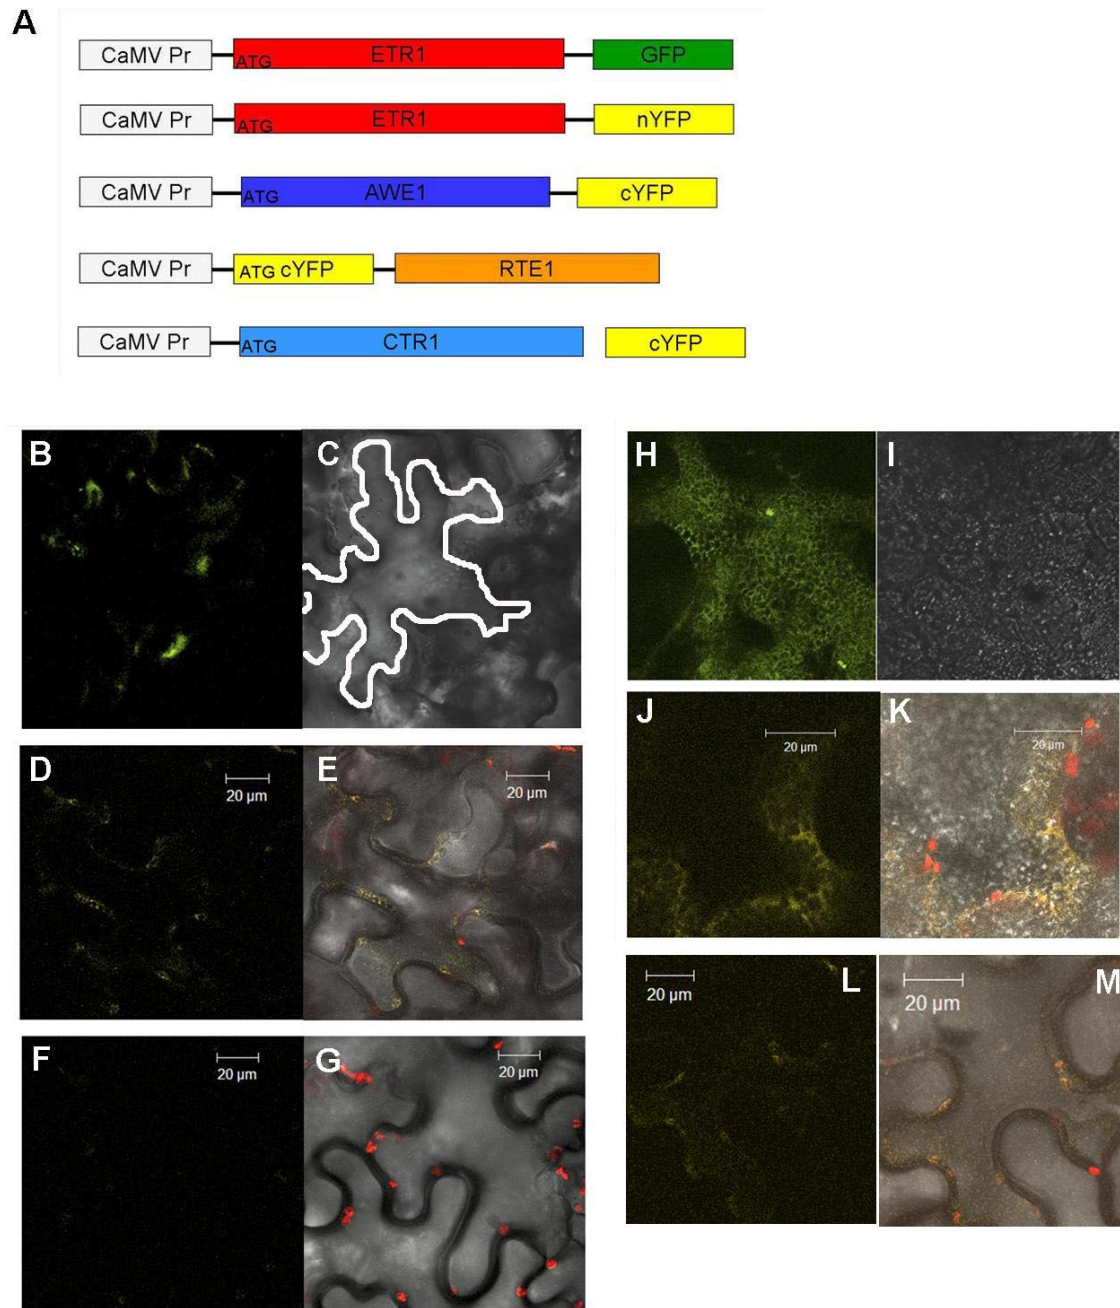 A
CaMV Pr ATG ETR1 GFP
CaMV Pr ATG ETR1 nYFP
CaMV Pr ATG AWE1 cYFP
CaMV Pr ATG cYFP RTE1
CaMV Pr ATG CTR1 cYFP
B C H I
D 20 µm E 20 µm
J 20 µm K 20 µm
F 20 µm G 20 µm
20 µm L 20 µm M